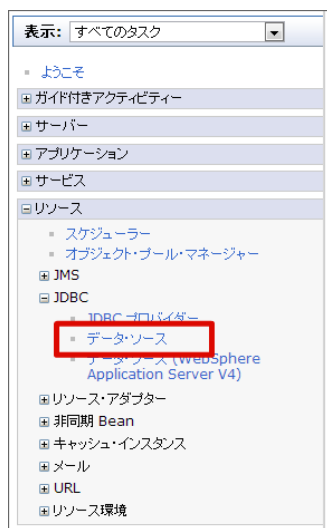 表示: すべてのタスク
ようこそ
ガイド付きアクティビティー
サーバー
アプリケーション
サービス
リソース
スケジューラー
オブジェクト・プール・マネージャー
JMS
JDBC
JDBC プロバイダー
データ・ソース
データ・ソース (WebSphere
Application Server V4)
リソース・アダプター
非同期 Bean
キャッシュ・インスタンス
メール
URL
リソース環境